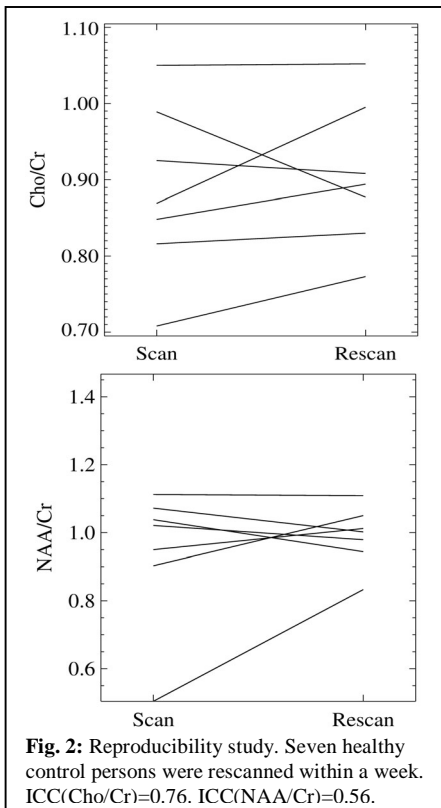 1.10
1.00
0.90
0.80
0.70
Cho/Cr
Scan Rescan
1.4
1.2
1.0
0.8
0.6
NAA/Cr
Scan Rescan
Fig. 2: Reproducibility study. Seven healthy
control persons were rescanned within a week.
ICC(Cho/Cr)=0.76. ICC(NAA/Cr)=0.56.